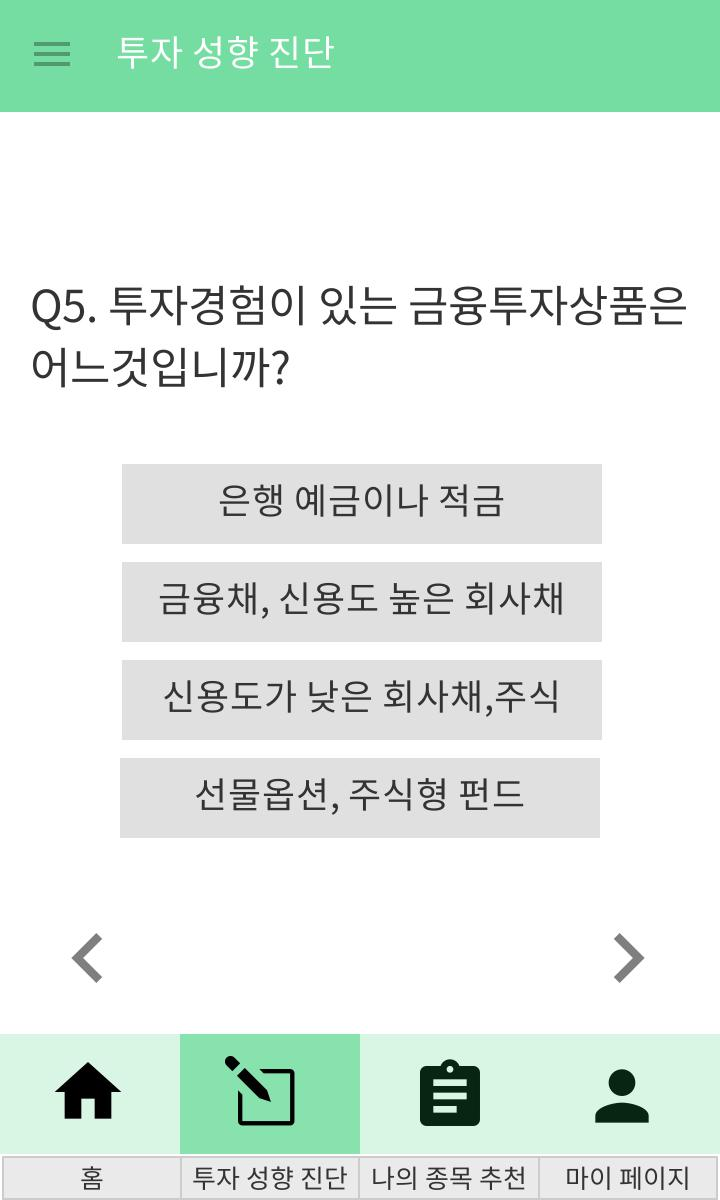 투자 성향 진단
Q5. 투자경험이 있는 금융투자상품은
어느것입니까?
은행 예금이나 적금
금융채, 신용도 높은 회사채
신용도가 낮은 회사채,주식
선물옵션, 주식형 펀드
홈 투자 성향 진단 나의 종목 추천 마이 페이지